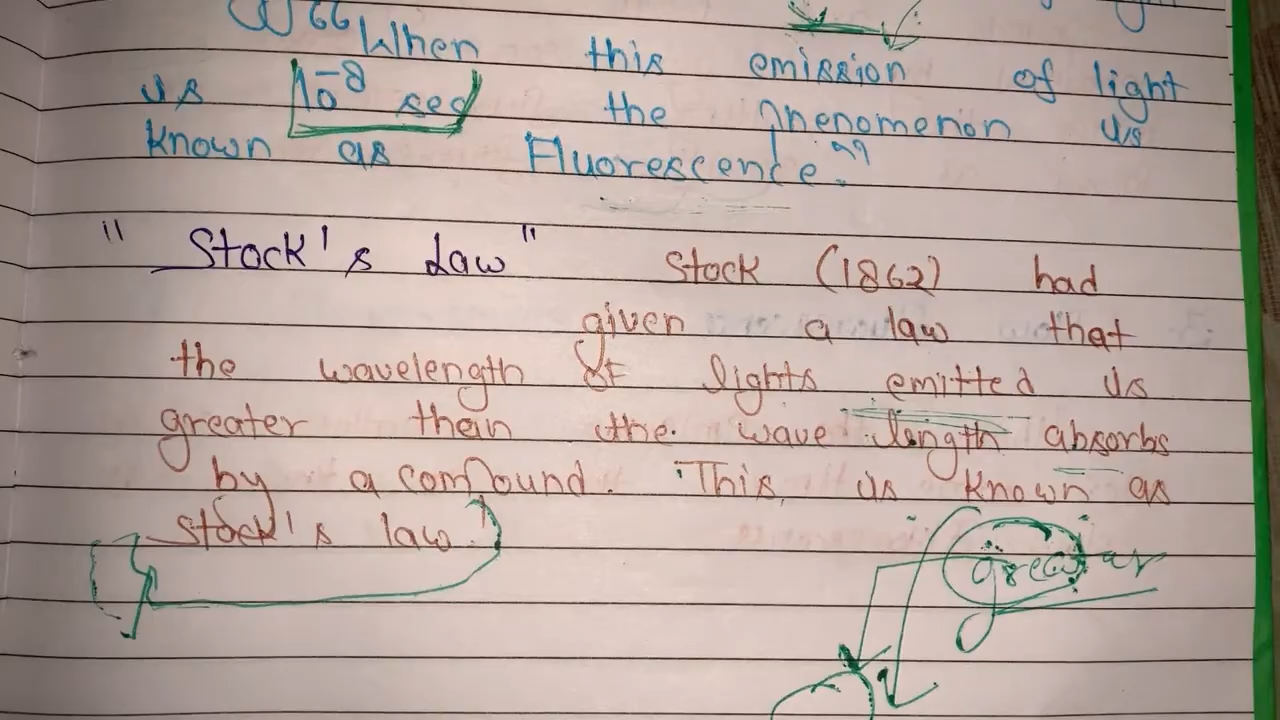 “ When this emission of light
is 10⁻⁸ sec the phenomenon is
known as Fluorescence.”
" Stock's Law " Stock (1862) had
given a law that
the wavelength of lights emitted is
greater than the wave length absorbs
by a compound. This is known as
Stock's law.
greater